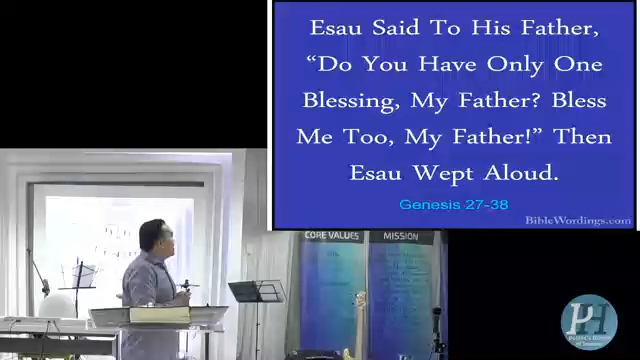 Esau Said To His Father,
“Do You Have Only One
Blessing, My Father? Bless
Me Too, My Father!” Then
Esau Wept Aloud.
Genesis 27-38
BibleWordings.com
CORE VALUES
MISSION
PH